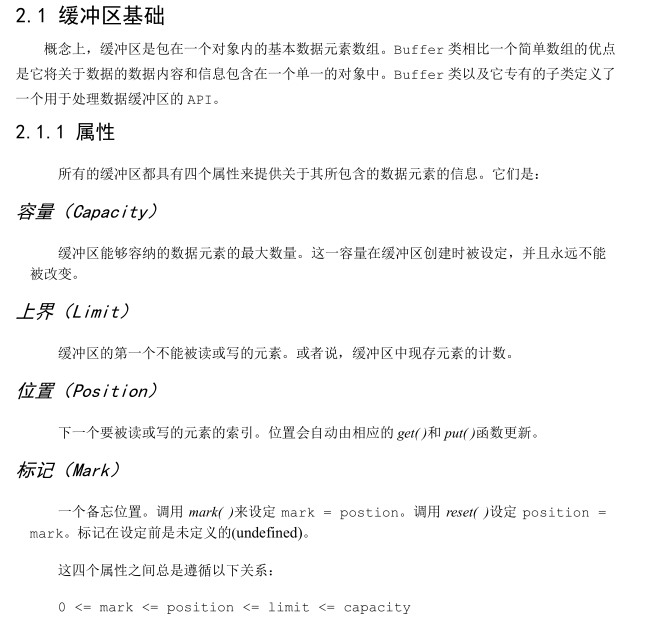 2.1 缓冲区基础
概念上，缓冲区是包在一个对象内的基本数据元素数组。Buffer 类相比一个简单数组的优点
是它将关于数据的数据内容和信息包含在一个单一的对象中。Buffer 类以及它专有的子类定义了
一个用于处理数据缓冲区的 API。
2.1.1 属性
所有的缓冲区都具有四个属性来提供关于其所包含的数据元素的信息。它们是：
容量（Capacity）
缓冲区能够容纳的数据元素的最大数量。这一容量在缓冲区创建时被设定，并且永远不能
被改变。
上界（Limit）
缓冲区的第一个不能被读或写的元素。或者说，缓冲区中现存元素的计数。
位置（Position）
下一个要被读或写的元素的索引。位置会自动由相应的 get( )和 put( )函数更新。
标记（Mark）
一个备忘位置。调用 mark( )来设定 mark = postion。调用 reset( )设定 position =
mark。标记在设定前是未定义的(undefined)。
这四个属性之间总是遵循以下关系：
0 <= mark <= position <= limit <= capacity